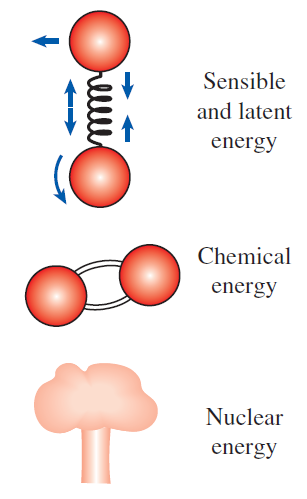 Sensible
and latent
energy
Chemical
energy
Nuclear
energy